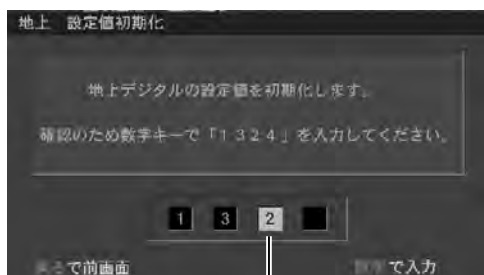 地上 設定値初期化
地上デジタルの設定値を初期化します。
確認のため数字キーで「1324」を入力してください。
1 3 2
で前画面 で入力